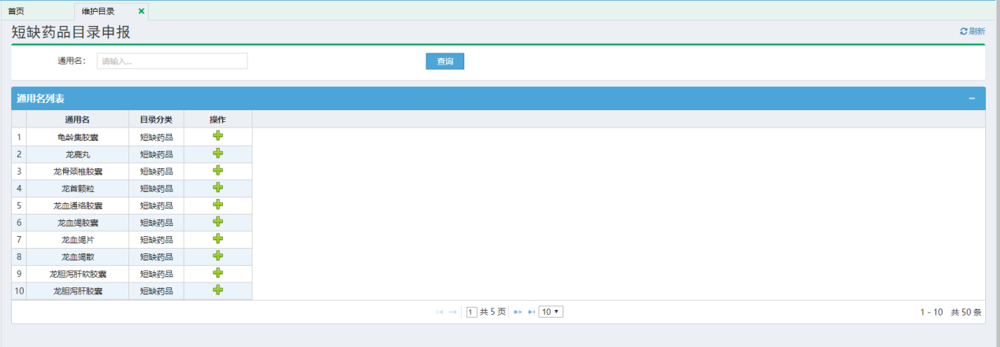 首页 维护目录
短缺药品目录申报 刷新
通用名： 请输入... 查询
通用名列表
通用名 目录分类 操作
1 龟龄集胶囊 短缺药品
2 龙鹿丸 短缺药品
3 龙骨颈椎胶囊 短缺药品
4 龙首颗粒 短缺药品
5 龙血通络胶囊 短缺药品
6 龙血竭胶囊 短缺药品
7 龙血竭片 短缺药品
8 龙血竭散 短缺药品
9 龙胆泻肝软胶囊 短缺药品
10 龙胆泻肝胶囊 短缺药品
1 共 5 页 10 1 - 10 共 50 条